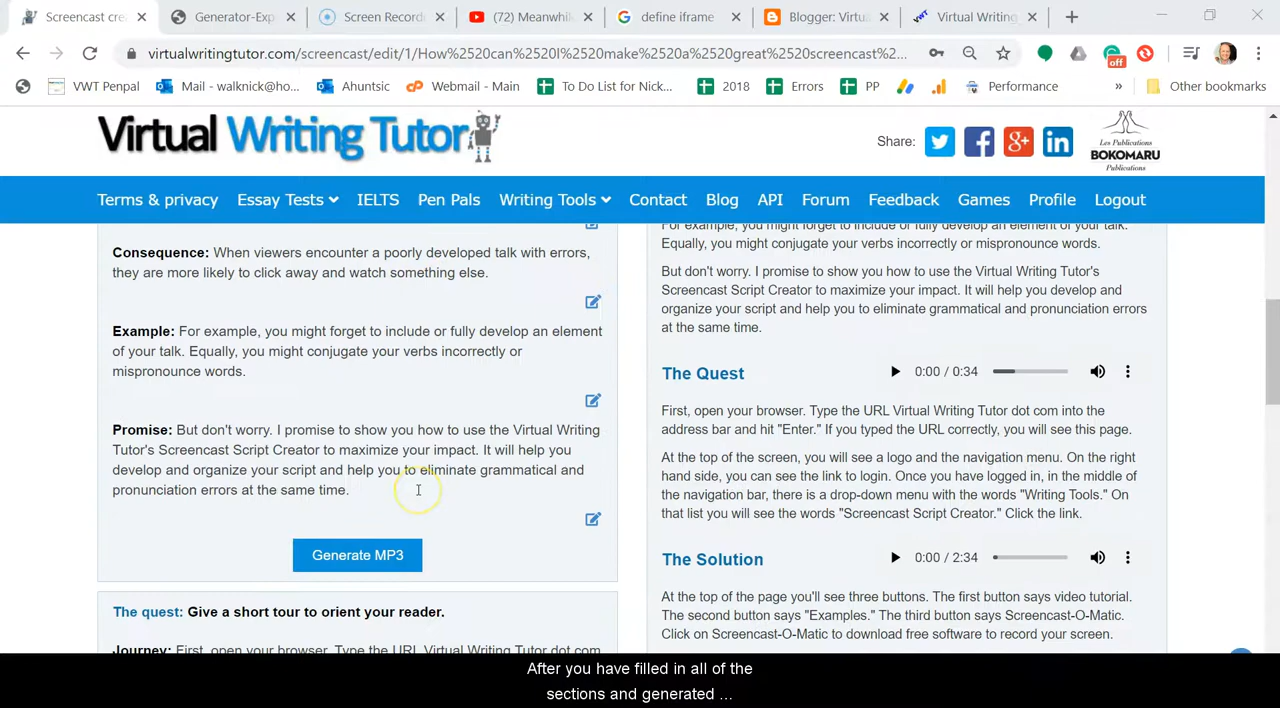 Screencast cre
Generator-Exp
Screen Record
(72) Meanwhil
define iframe
Blogger: Virtu
Virtual Writing
virtualwritingtutor.com/screencast/edit/1/How%2520can%2520I%2520make%2520a%2520great%2520screencast%2...
off
VWT Penpal
Mail - walknick@ho...
Ahuntsic
Webmail - Main
To Do List for Nick...
2018
Errors
PP
Performance
»
Other bookmarks
Virtual Writing Tutor
Share:
Les Publications
BOKOMARU
Publications
Terms & privacy
Essay Tests
IELTS
Pen Pals
Writing Tools
Contact
Blog
API
Forum
Feedback
Games
Profile
Logout
Consequence: When viewers encounter a poorly developed talk with errors,
they are more likely to click away and watch something else.
Example: For example, you might forget to include or fully develop an element
of your talk. Equally, you might conjugate your verbs incorrectly or
mispronounce words.
Promise: But don't worry. I promise to show you how to use the Virtual Writing
Tutor's Screencast Script Creator to maximize your impact. It will help you
develop and organize your script and help you to eliminate grammatical and
pronunciation errors at the same time.
Generate MP3
The quest: Give a short tour to orient your reader.
Journey: First, open your browser. Type the URL Virtual Writing Tutor dot com
For example, you might forget to include or fully develop an element of your talk.
Equally, you might conjugate your verbs incorrectly or mispronounce words.
But don't worry. I promise to show you how to use the Virtual Writing Tutor's
Screencast Script Creator to maximize your impact. It will help you develop and
organize your script and help you to eliminate grammatical and pronunciation errors
at the same time.
The Quest
0:00 / 0:34
First, open your browser. Type the URL Virtual Writing Tutor dot com into the
address bar and hit "Enter." If you typed the URL correctly, you will see this page.
At the top of the screen, you will see a logo and the navigation menu. On the right
hand side, you can see the link to login. Once you have logged in, in the middle of
the navigation bar, there is a drop-down menu with the words "Writing Tools." On
that list you will see the words "Screencast Script Creator." Click the link.
The Solution
0:00 / 2:34
At the top of the page you'll see three buttons. The first button says video tutorial.
The second button says "Examples." The third button says Screencast-O-Matic.
Click on Screencast-O-Matic to download free software to record your screen.
After you have filled in all of the
sections and generated ...